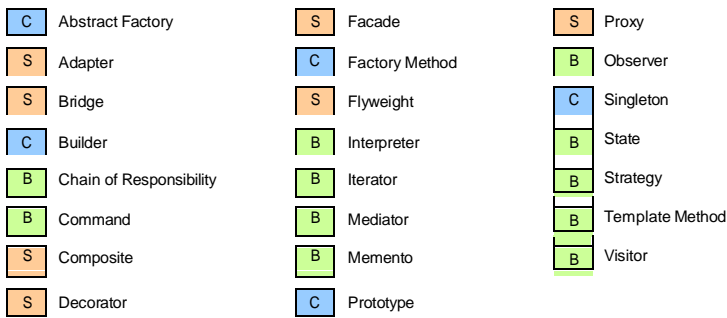 C Abstract Factory
S Adapter
S Bridge
C Builder
B Chain of Responsibility
B Command
S Composite
S Decorator
S Facade
C Factory Method
S Flyweight
B Interpreter
B Iterator
B Mediator
B Memento
C Prototype
S Proxy
B Observer
C Singleton
B State
B Strategy
B Template Method
B Visitor